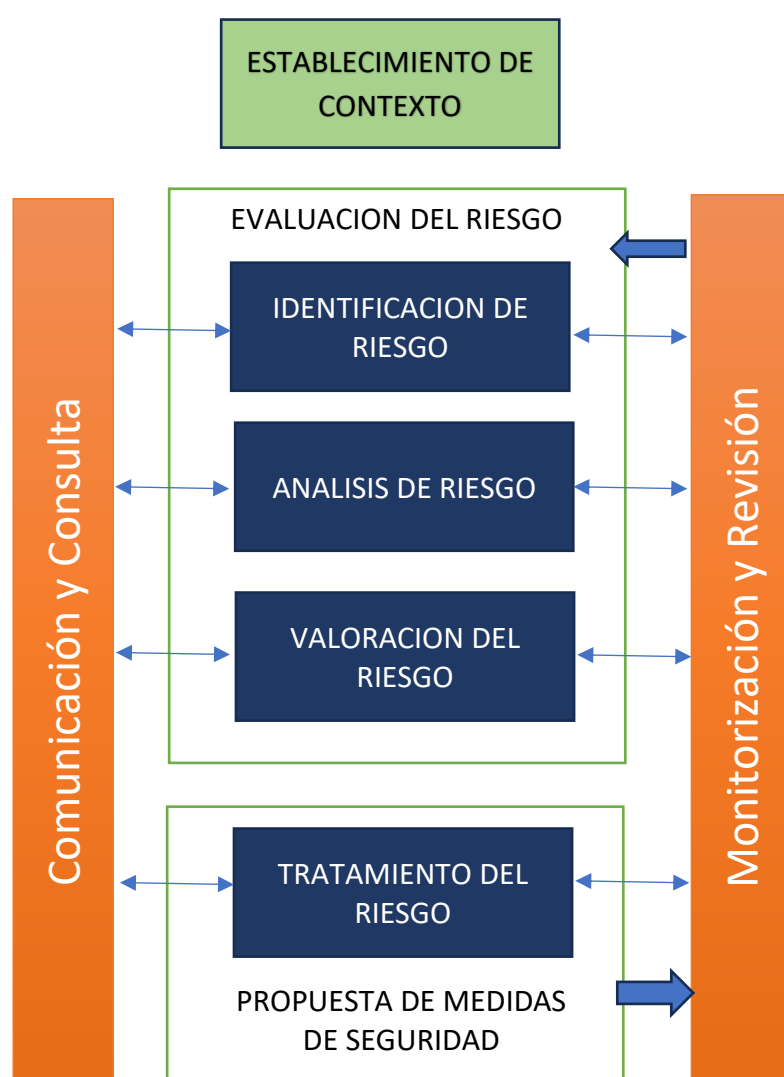 ESTABLECIMIENTO DE
CONTEXTO
EVALUACION DEL RIESGO
IDENTIFICACION DE
RIESGO
ANALISIS DE RIESGO
VALORACION DEL
RIESGO
TRATAMIENTO DEL
RIESGO
PROPUESTA DE MEDIDAS
DE SEGURIDAD
Comunicación y Consulta
Monitorización y Revisión